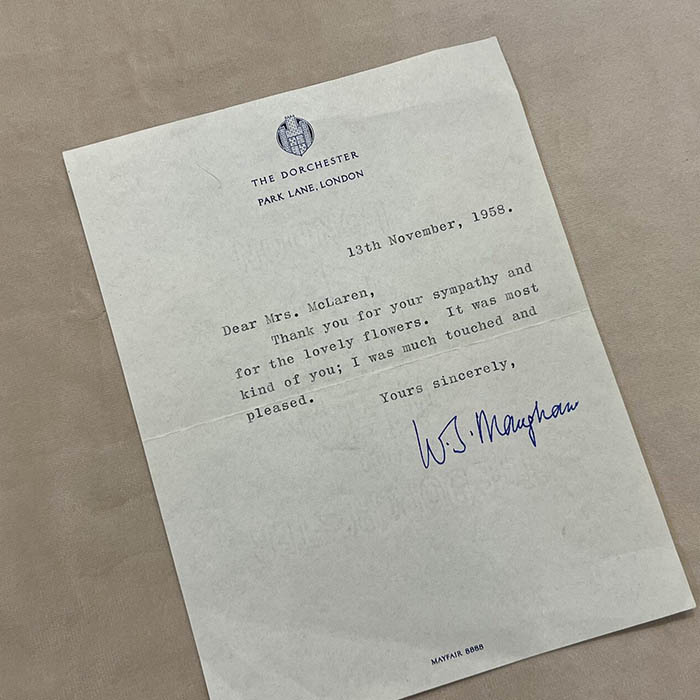 THE DORCHESTER
PARK LANE, LONDON
13th November, 1958.
Dear Mrs. McLaren,
Thank you for your sympathy and
for the lovely flowers. It was most
kind of you; I was much touched and
pleased.
Yours sincerely,
W. S. Maugham
MAYFAIR 8888